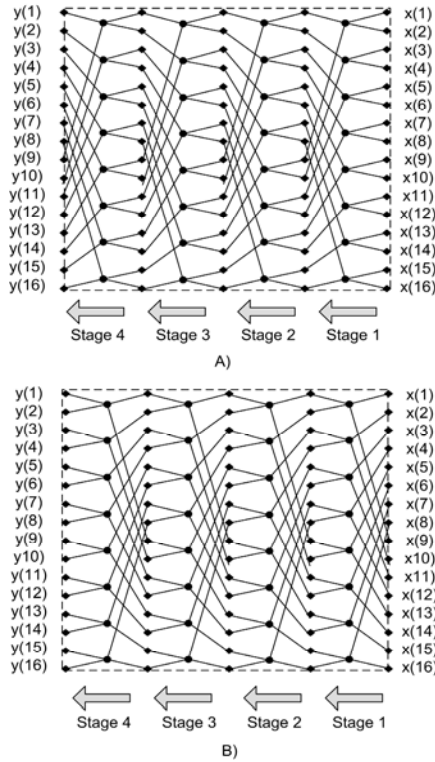 y(1) x(1)
y(2) x(2)
y(3) x(3)
y(4) x(4)
y(5) x(5)
y(6) x(6)
y(7) x(7)
y(8) x(8)
y(9) x(9)
y10) x(10)
y(11) x11)
y(12) x(12)
y(13) x(13)
y(14) x(14)
y(15) x(15)
y(16) x(16)
Stage 4 Stage 3 Stage 2 Stage 1
A)
y(1) x(1)
y(2) x(2)
y(3) x(3)
y(4) x(4)
y(5) x(5)
y(6) x(6)
y(7) x(7)
y(8) x(8)
y(9) x(9)
y(10) x(10)
y(11) x11)
y(12) x(12)
y(13) x(13)
y(14) x(14)
y(15) x(15)
y(16) x(16)
Stage 4 Stage 3 Stage 2 Stage 1
B)